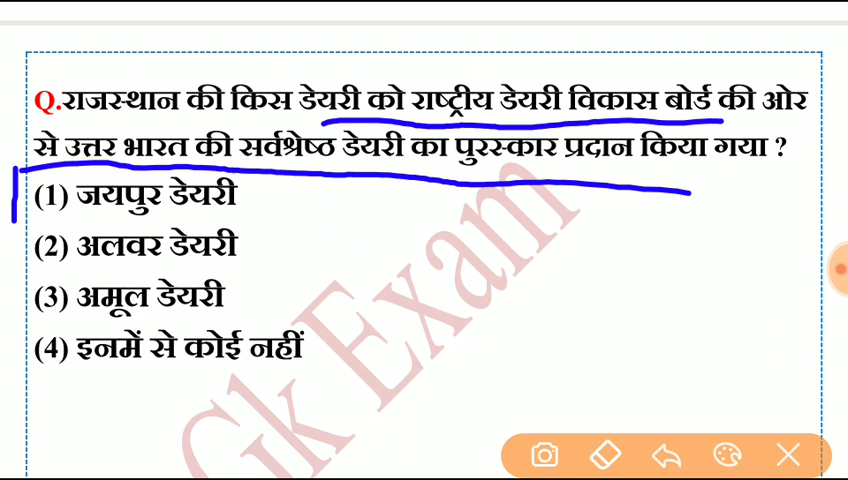 Q.राजस्थान की किस डेयरी को राष्ट्रीय डेयरी विकास बोर्ड की ओर
से उत्तर भारत की सर्वश्रेष्ठ डेयरी का पुरस्कार प्रदान किया गया ?
(1) जयपुर डेयरी
(2) अलवर डेयरी
(3) अमूल डेयरी
(4) इनमें से कोई नहीं
Gk Exam